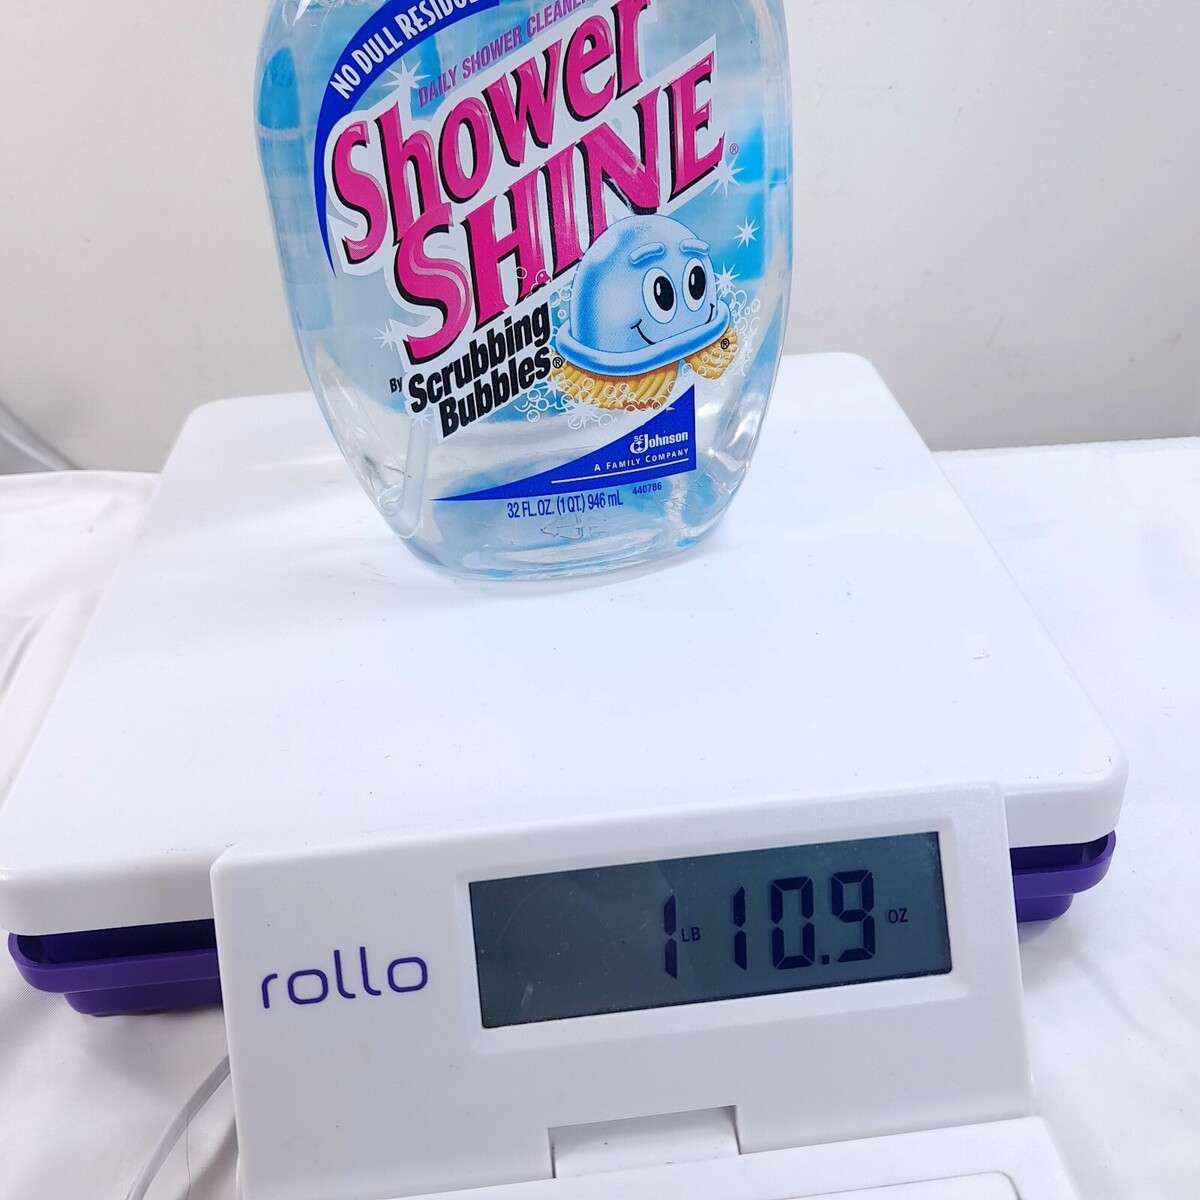 NO DULL RESIDUE
DAILY SHOWER CLEANER
Shower
SHINE®
By Scrubbing
Bubbles®
®
SC Johnson
A FAMILY COMPANY
440786
32 FL. OZ. (1 QT.) 946 mL
1 LB 10.9 OZ
rollo